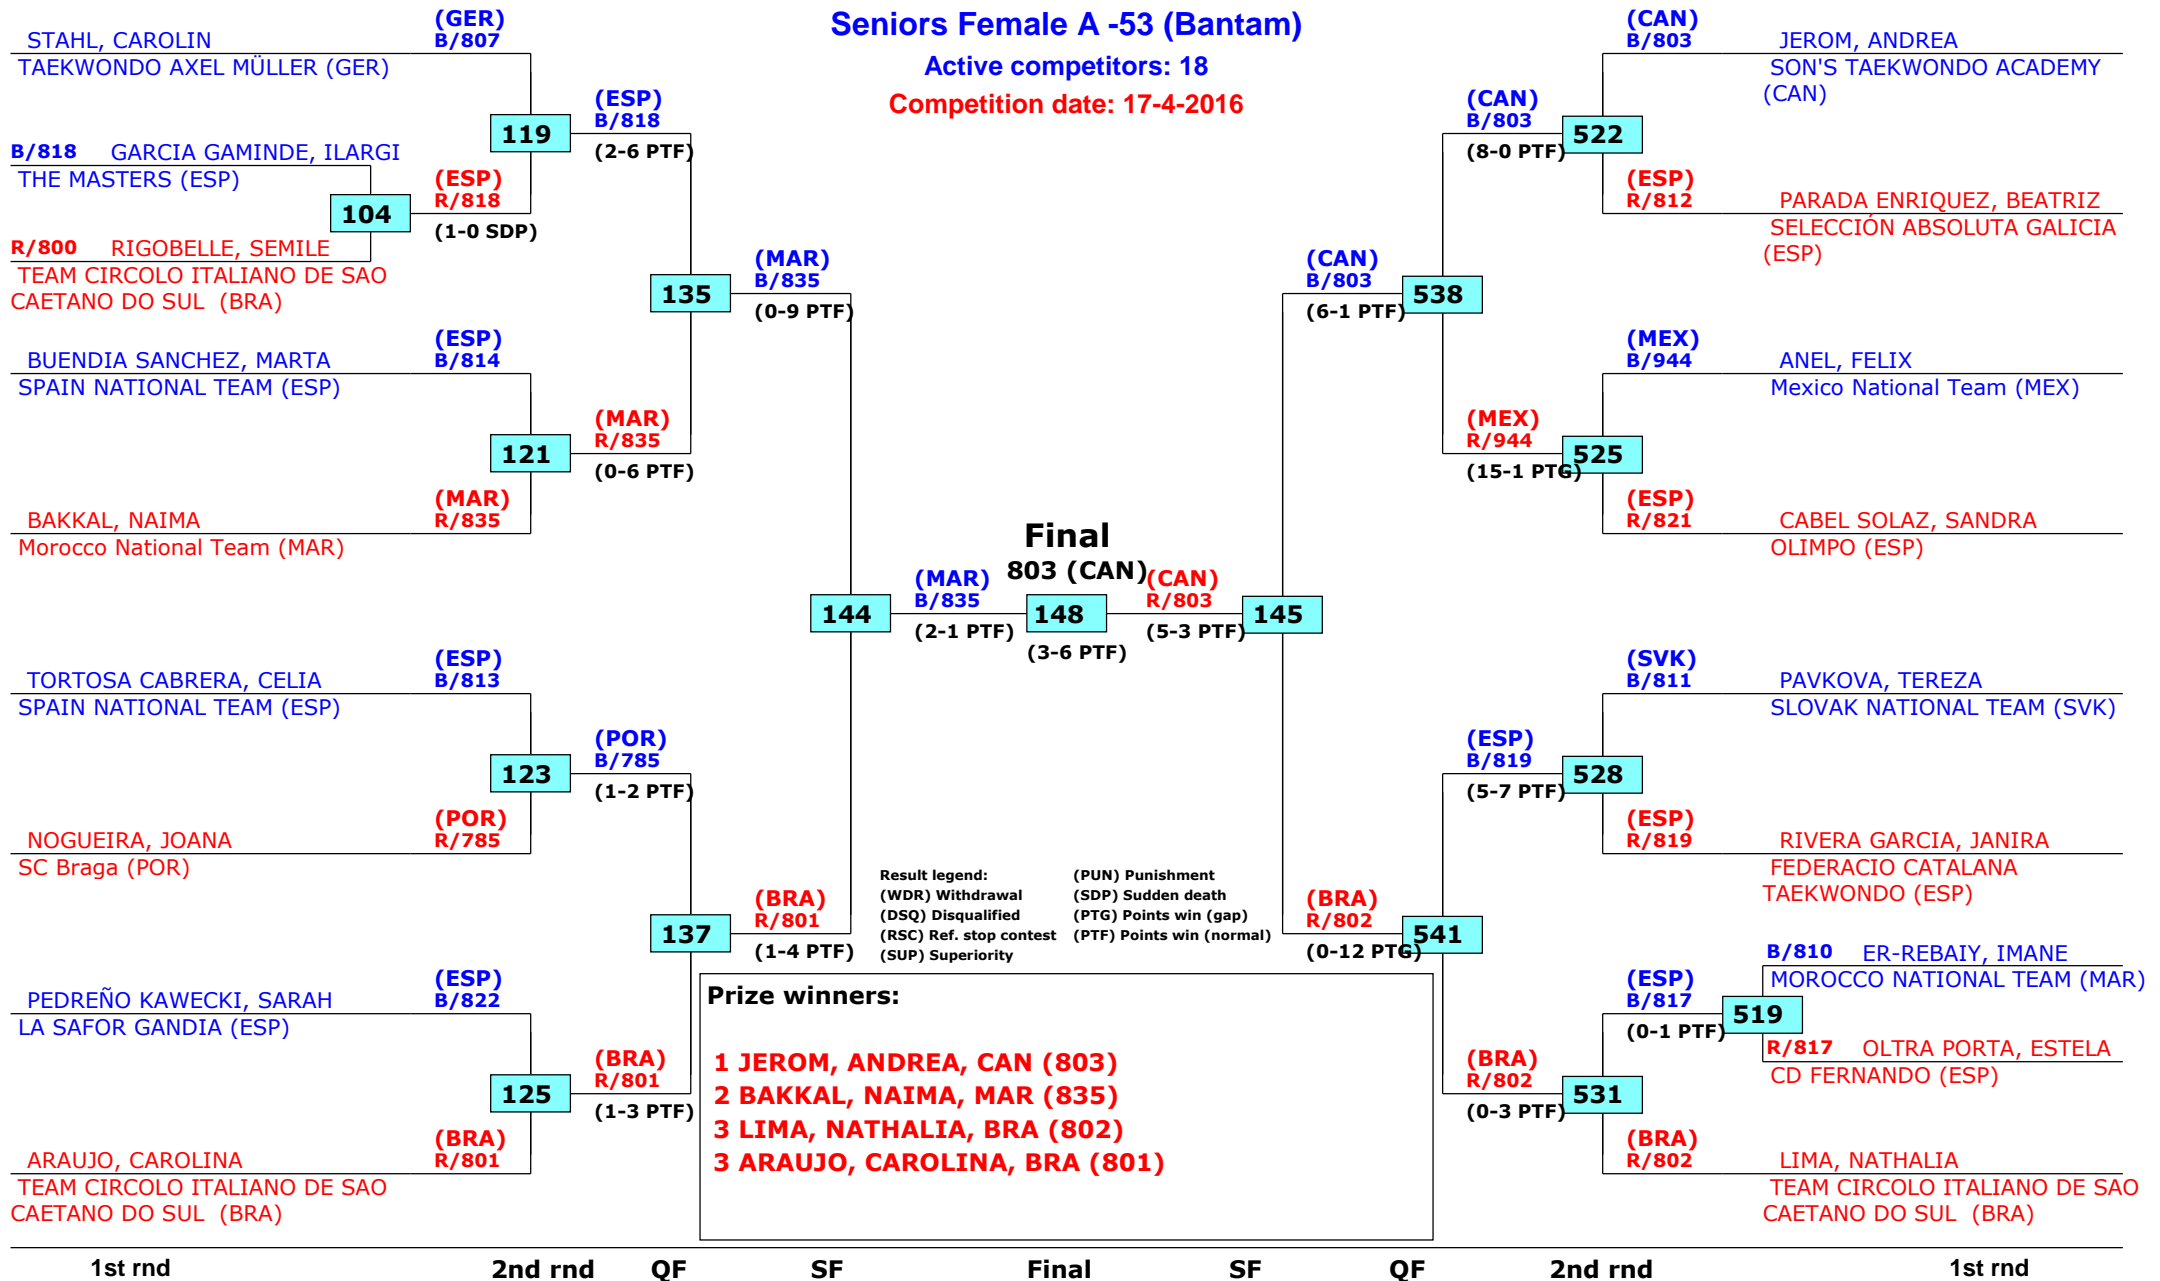 Seniors Female A -53 (Bantam)
Active competitors: 18
Competition date: 17-4-2016
(GER)
B/807
STAHL, CAROLIN
TAEKWONDO AXEL MÜLLER (GER)
119
(ESP)
B/818
(2-6 PTF)
B/818 GARCIA GAMINDE, ILARGI
THE MASTERS (ESP)
104
(ESP)
R/818
(1-0 SDP)
R/800 RIGOBELLE, SEMILE
TEAM CIRCOLO ITALIANO DE SAO
CAETANO DO SUL (BRA)
135
(MAR)
B/835
(0-9 PTF)
BUENDIA SANCHEZ, MARTA
SPAIN NATIONAL TEAM (ESP)
(ESP)
B/814
121
(MAR)
R/835
(0-6 PTF)
BAKKAL, NAIMA
Morocco National Team (MAR)
(MAR)
R/835
144
(MAR)
B/835
(2-1 PTF)
Final
803 (CAN)
148
(3-6 PTF)
(CAN)
R/803
(5-3 PTF)
145
TORTOSA CABRERA, CELIA
SPAIN NATIONAL TEAM (ESP)
(ESP)
B/813
123
(POR)
B/785
(1-2 PTF)
NOGUEIRA, JOANA
SC Braga (POR)
(POR)
R/785
137
(BRA)
R/801
(1-4 PTF)
PEDREÑO KAWECKI, SARAH
LA SAFOR GANDIA (ESP)
(ESP)
B/822
125
(BRA)
R/801
(1-3 PTF)
ARAUJO, CAROLINA
TEAM CIRCOLO ITALIANO DE SAO
CAETANO DO SUL (BRA)
(BRA)
R/801
(CAN)
B/803
JEROM, ANDREA
SON'S TAEKWONDO ACADEMY
(CAN)
522
(CAN)
B/803
(8-0 PTF)
(ESP)
R/812
PARADA ENRIQUEZ, BEATRIZ
SELECCIÓN ABSOLUTA GALICIA
(ESP)
538
(CAN)
B/803
(6-1 PTF)
(MEX)
B/944
ANEL, FELIX
Mexico National Team (MEX)
525
(MEX)
R/944
(15-1 PTG)
(ESP)
R/821
CABEL SOLAZ, SANDRA
OLIMPO (ESP)
(SVK)
B/811
PAVKOVA, TEREZA
SLOVAK NATIONAL TEAM (SVK)
528
(ESP)
B/819
(5-7 PTF)
(ESP)
R/819
RIVERA GARCIA, JANIRA
FEDERACIO CATALANA
TAEKWONDO (ESP)
541
(BRA)
R/802
(0-12 PTG)
B/810 ER-REBAIY, IMANE
MOROCCO NATIONAL TEAM (MAR)
519
(ESP)
B/817
(0-1 PTF)
R/817 OLTRA PORTA, ESTELA
CD FERNANDO (ESP)
531
(BRA)
R/802
(0-3 PTF)
(BRA)
R/802
LIMA, NATHALIA
TEAM CIRCOLO ITALIANO DE SAO
CAETANO DO SUL (BRA)
Result legend: (PUN) Punishment
(WDR) Withdrawal (SDP) Sudden death
(DSQ) Disqualified (PTG) Points win (gap)
(RSC) Ref. stop contest (PTF) Points win (normal)
(SUP) Superiority
Prize winners:
1 JEROM, ANDREA, CAN (803)
2 BAKKAL, NAIMA, MAR (835)
3 LIMA, NATHALIA, BRA (802)
3 ARAUJO, CAROLINA, BRA (801)
1st rnd 2nd rnd QF SF Final SF QF 2nd rnd 1st rnd